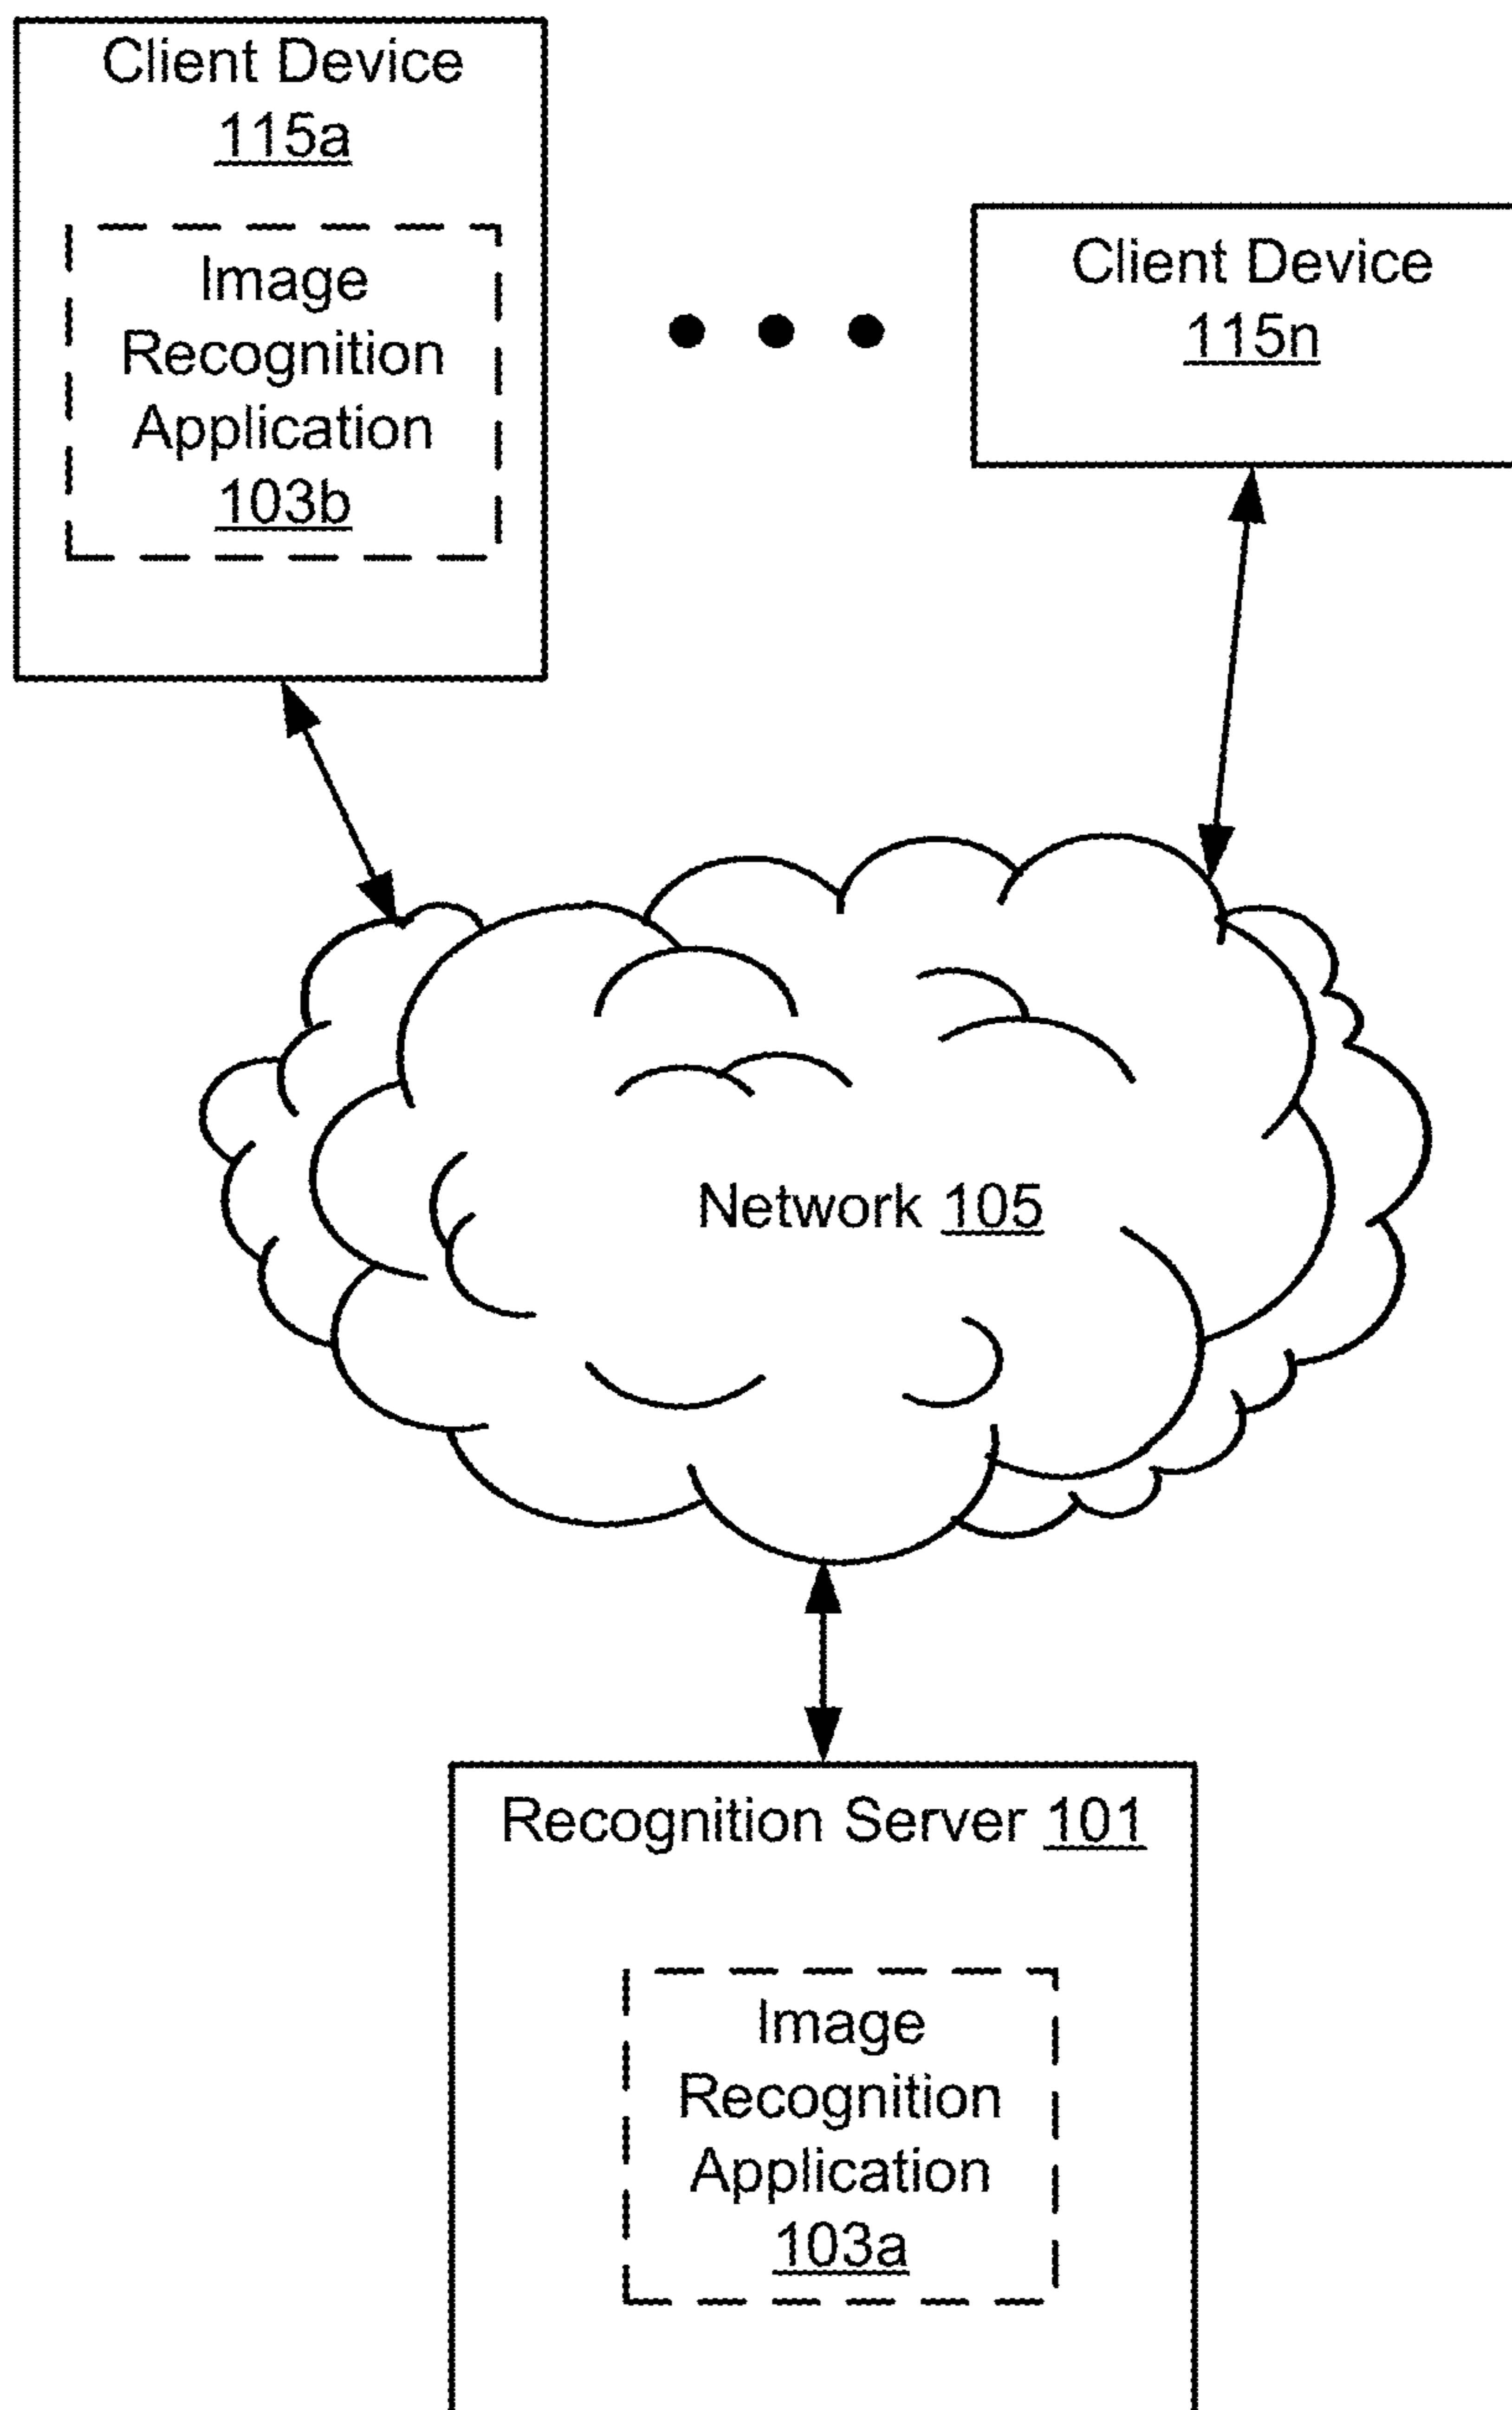 Client Device
115a
Image
Recognition
Application
103b
Client Device
115n
Network 105
Recognition Server 101
Image
Recognition
Application
103a